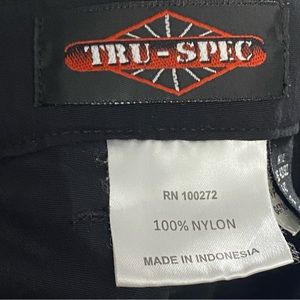 TRU-SPEC
RN 100272
100% NYLON
MADE IN INDONESIA